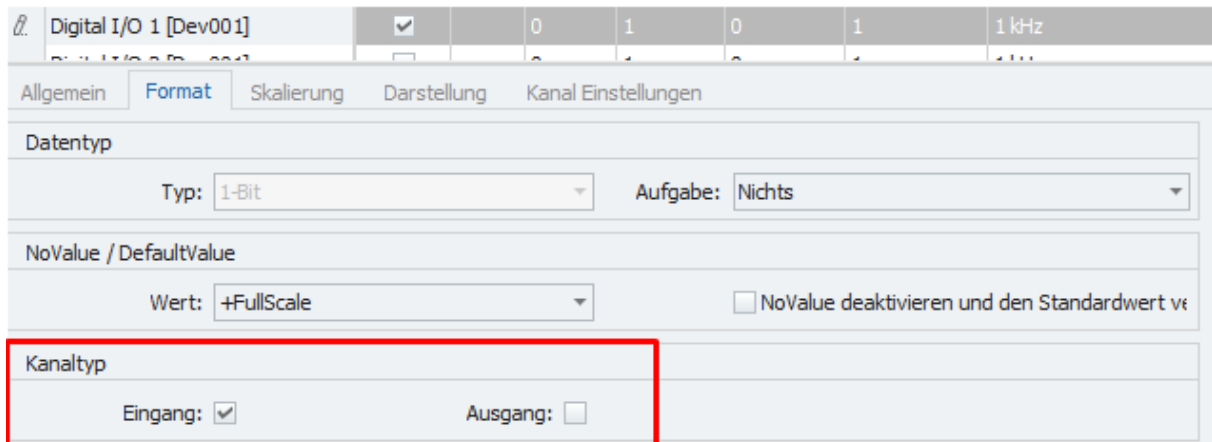 Digital I/O 1 [Dev001] 0 1 0 1 1 kHz
Allgemein Format Skalierung Darstellung Kanal Einstellungen
Datentyp
Typ: 1-Bit Aufgabe: Nichts
NoValue / DefaultValue
Wert: +FullScale NoValue deaktivieren und den Standardwert ve
Kanaltyp
Eingang: Ausgang: